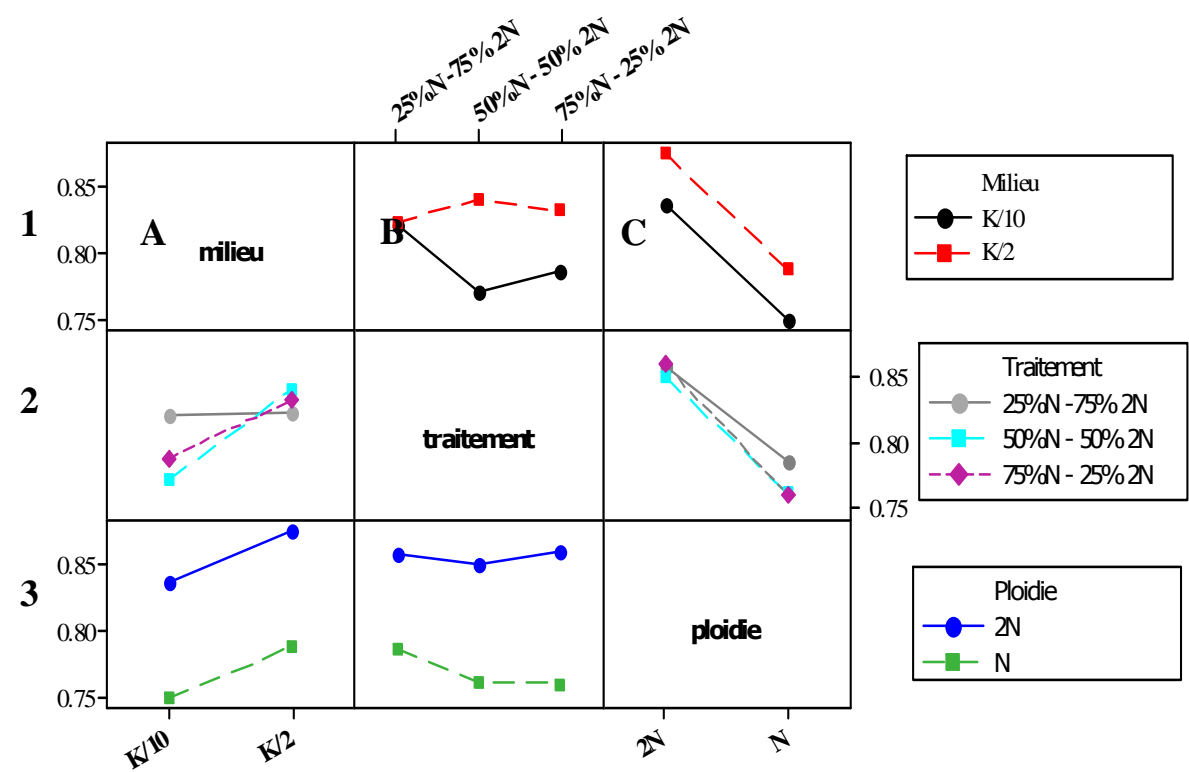 25%N -75% 2N
50%N - 50% 2N
75%N - 25% 2N
1
0.85
0.80
0.75
A
milieu
B
C
Milieu
K/10
K/2
2
traitement
0.85
0.80
0.75
Traitement
25%N -75% 2N
50%N - 50% 2N
75%N - 25% 2N
3
0.85
0.80
0.75
ploidie
Ploidie
2N
N
K/10
K/2
2N
N